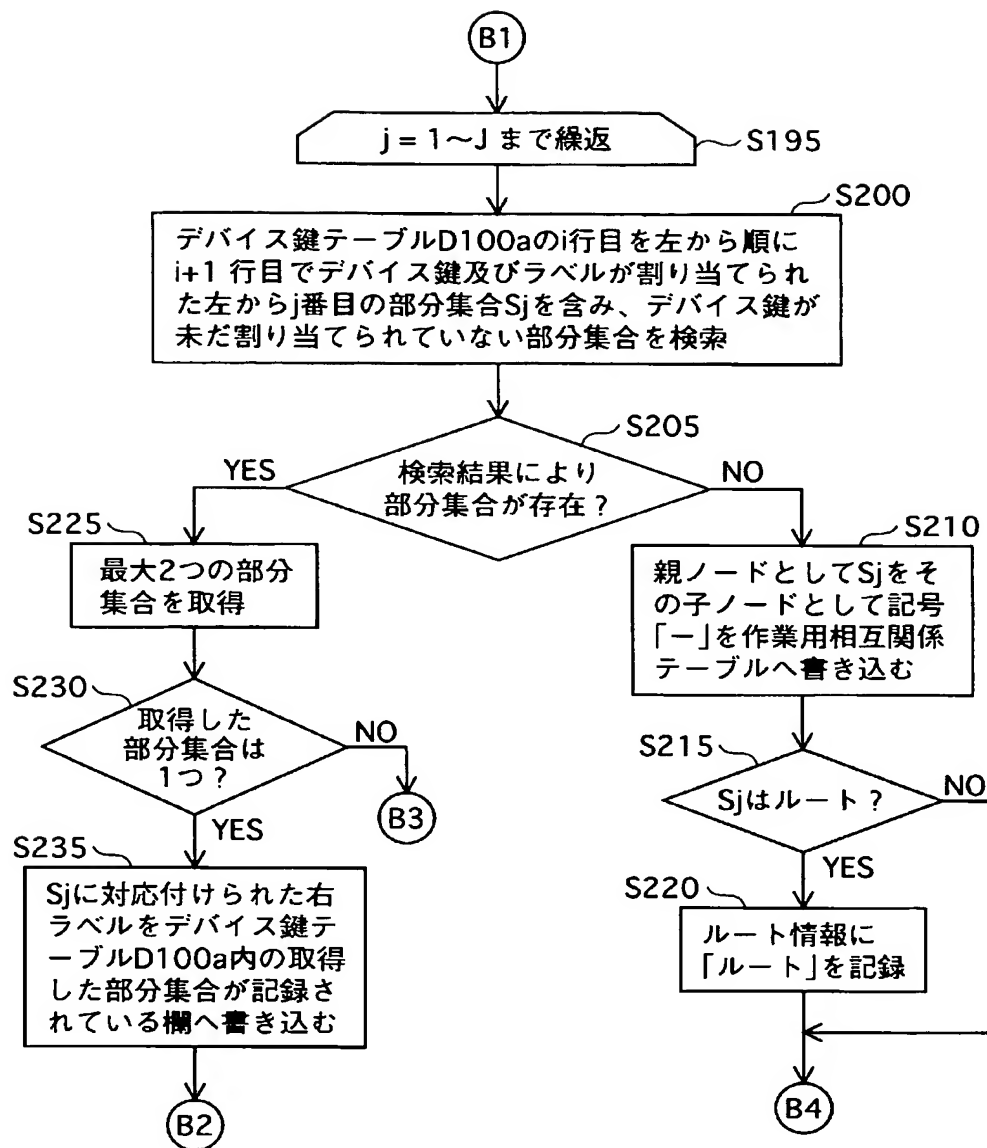 B1
j = 1～J まで繰返
S195
S200
デバイス鍵テーブルD100aのi行目を左から順に
i+1 行目でデバイス鍵及びラベルが割り当てられ
た左からj番目の部分集合Sjを含み、デバイス鍵が
未だ割り当てられていない部分集合を検索
S205
検索結果により
部分集合が存在？
YES
NO
S225
最大2つの部分
集合を取得
S210
親ノードとしてSjをそ
の子ノードとして記号
「－」を作業用相互関係
テーブルへ書き込む
S230
取得した
部分集合は
1つ？
NO
B3
YES
S215
Sjはルート？
NO
YES
S235
Sjに対応付けられた右
ラベルをデバイス鍵テ
ーブルD100a内の取得
した部分集合が記録さ
れている欄へ書き込む
S220
ルート情報に
「ルート」を記録
B2
B4